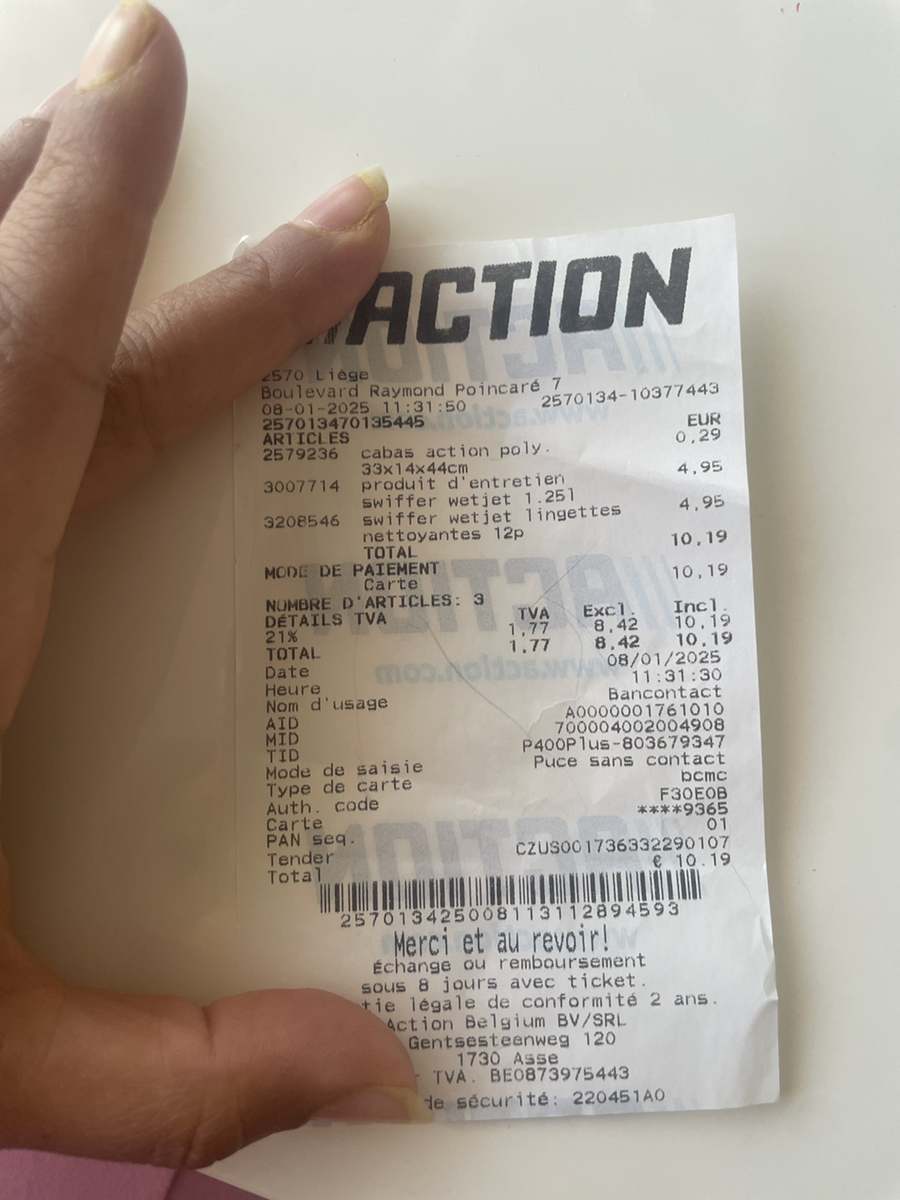 ACTION
2570 Liège
Boulevard Raymond Poincaré 7
08-01-2025 11:31:50 2570134-10377443
257013470135445
ARTICLES EUR
2579236 cabas action poly. 0,29
33x14x44cm
3007714 produit d'entretien 4,95
swiffer wetjet 1.25l
3208546 swiffer wetjet lingettes 4,95
nettoyantes 12p
TOTAL 10,19
MODE DE PAIEMENT
Carte 10,19
NOMBRE D'ARTICLES: 3
DÉTAILS TVA TVA Excl. Incl.
21% 1,77 8,42 10,19
TOTAL 1,77 8,42 10,19
Date 08/01/2025
Heure 11:31:30
Nom d'usage Bancontact
AID A0000001761010
MID 700004002004908
TID P400Plus-803679347
Mode de saisie Puce sans contact
Type de carte bcmc
Auth. code F30E0B
Carte ****9365
PAN seq. 01
Tender CZUS001736332290107
Total € 10.19
257013425008113112894593
Merci et au revoir!
Échange ou remboursement
sous 8 jours avec ticket.
tie légale de conformité 2 ans.
Action Belgium BV/SRL
Gentsesteenweg 120
1730 Asse
TVA. BE0873975443
de sécurité: 220451A0